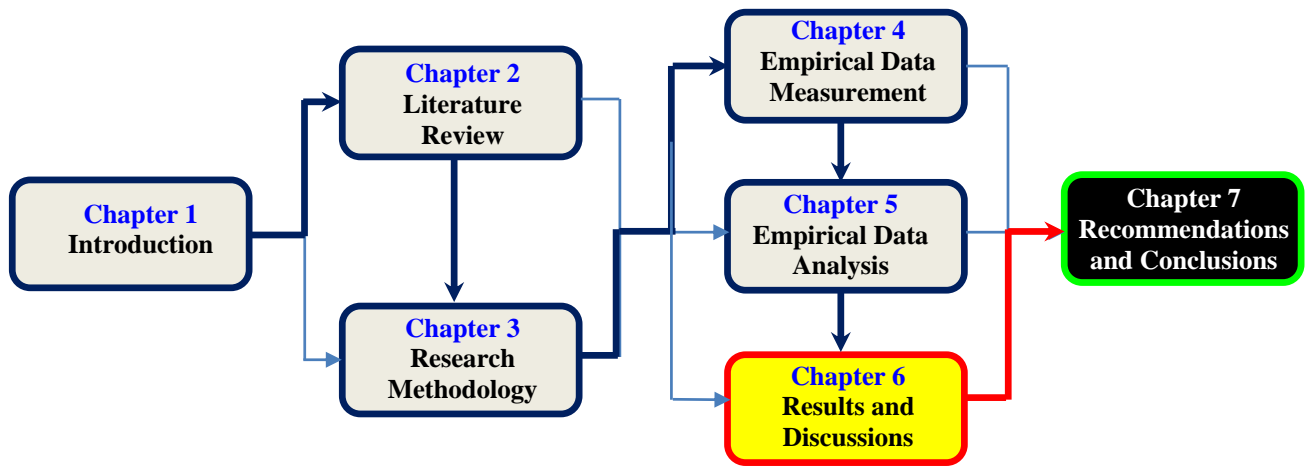 Chapter 1
Introduction
Chapter 2
Literature
Review
Chapter 3
Research
Methodology
Chapter 4
Empirical Data
Measurement
Chapter 5
Empirical Data
Analysis
Chapter 6
Results and
Discussions
Chapter 7
Recommendations
and Conclusions